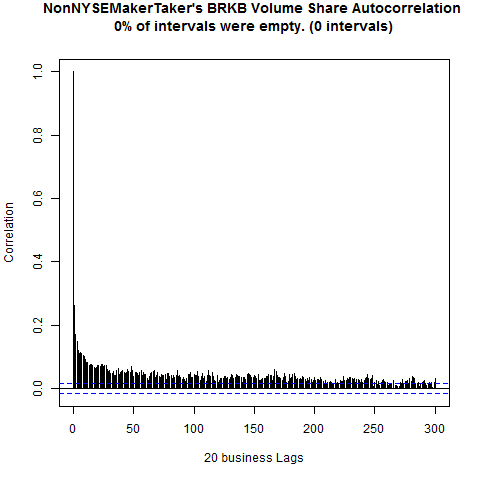 NonNYSEMakerTaker's BRKB Volume Share Autocorrelation
0% of intervals were empty. (0 intervals)
Correlation
1.0
0.8
0.6
0.4
0.2
0.0
0 50 100 150 200 250 300
20 business Lags